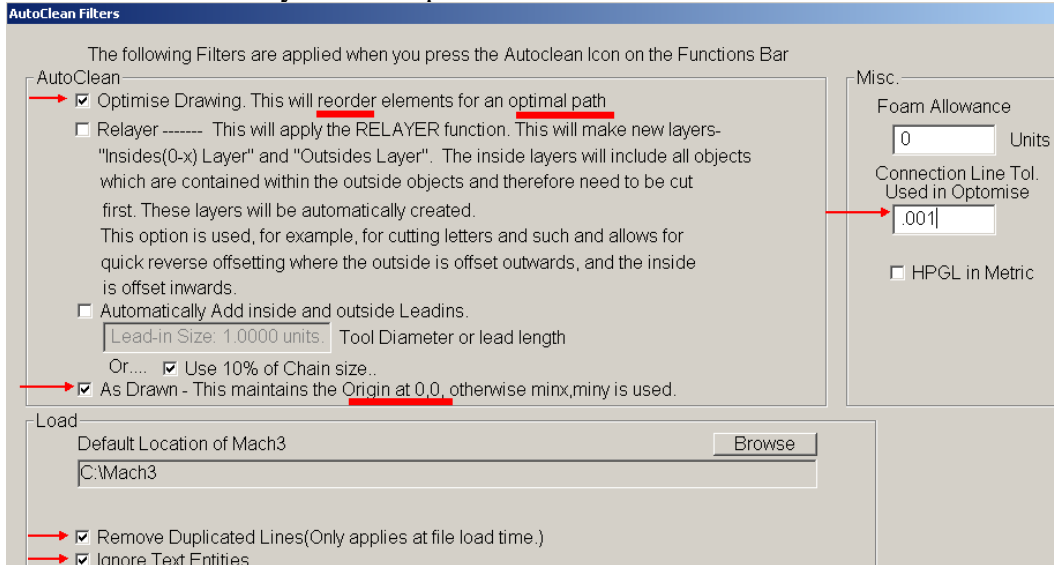 AutoClean Filters
The following Filters are applied when you press the Autoclean Icon on the Functions Bar
AutoClean
Optimise Drawing. This will reorder elements for an optimal path
Relayer ------- This will apply the RELAYER function. This will make new layers-
"Insides(0-x) Layer" and "Outsides Layer". The inside layers will include all objects
which are contained within the outside objects and therefore need to be cut
first. These layers will be automatically created.
This option is used, for example, for cutting letters and such and allows for
quick reverse offsetting where the outside is offset outwards, and the inside
is offset inwards.
Automatically Add inside and outside Leadins.
Lead-in Size: 1.0000 units. Tool Diameter or lead length
Or.... Use 10% of Chain size..
As Drawn - This maintains the Origin at 0,0, otherwise minx,miny is used.
Misc.
Foam Allowance
0 Units
Connection Line Tol.
Used in Optomise
.001
HPGL in Metric
Load
Default Location of Mach3
Browse
C:\Mach3
Remove Duplicated Lines(Only applies at file load time.)
Ignore Text Entities